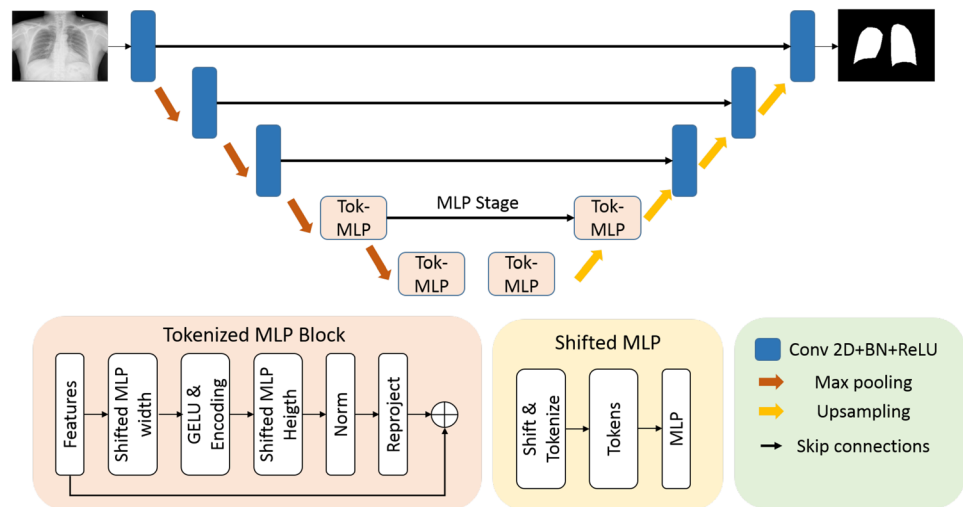 Tok-
MLP
MLP Stage
Tok-
MLP
Tok-
MLP
Tok-
MLP
Tokenized MLP Block
Features
Shifted MLP
width
GELU &
Encoding
Shifted MLP
Heigth
Norm
Reproject
Shifted MLP
Shift &
Tokenize
Tokens
MLP
Conv 2D+BN+ReLU
Max pooling
Upsampling
Skip connections